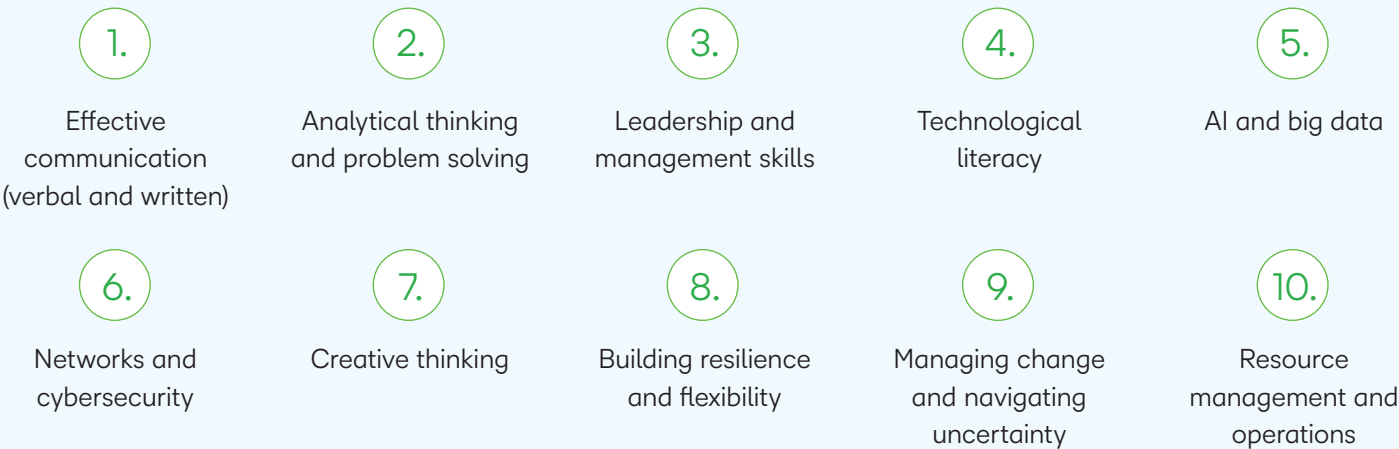 1.
Effective
communication
(verbal and written)
2.
Analytical thinking
and problem solving
3.
Leadership and
management skills
4.
Technological
literacy
5.
AI and big data
6.
Networks and
cybersecurity
7.
Creative thinking
8.
Building resilience
and flexibility
9.
Managing change
and navigating
uncertainty
10.
Resource
management and
operations